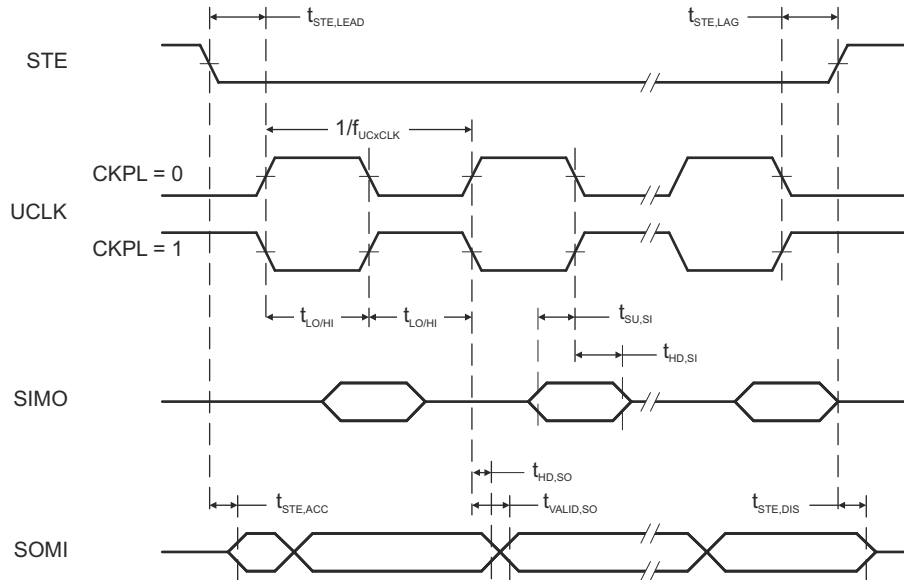 tSTE,LEAD
tSTE,LAG
STE
1/fUCxCLK
CKPL = 0
UCLK
CKPL = 1
tLO/HI
tLO/HI
tSU,SI
tHD,SI
SIMO
tHD,SO
tSTE,ACC
tVALID,SO
tSTE,DIS
SOMI